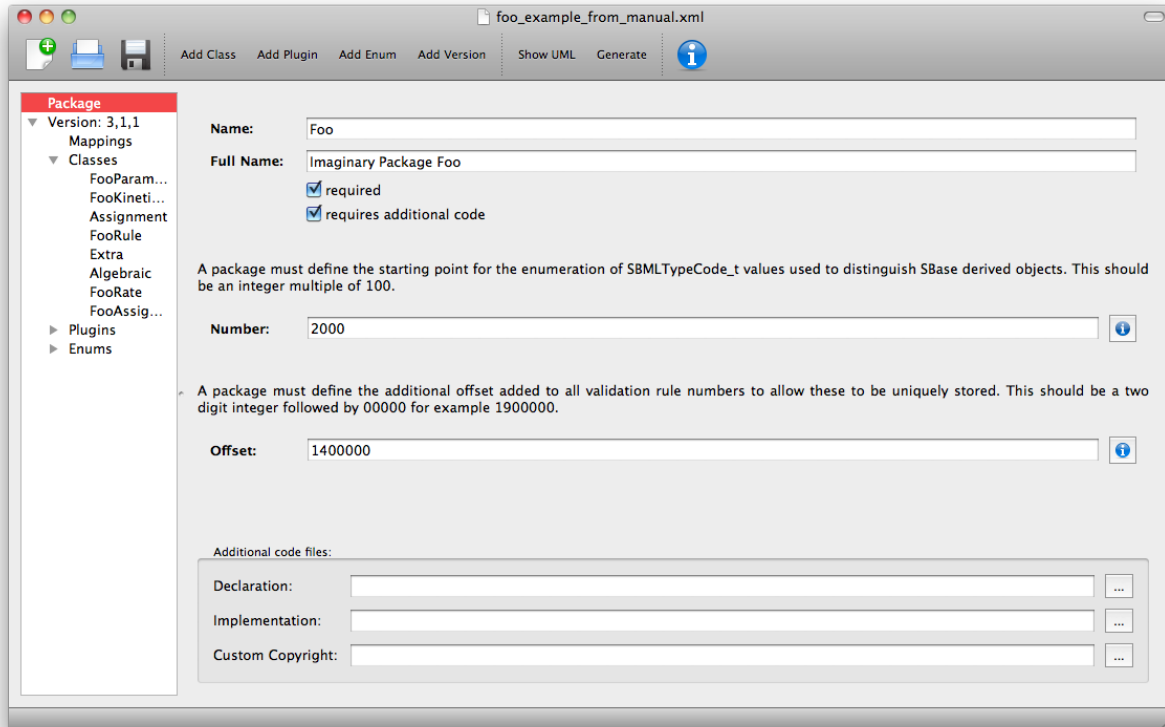 foo_example_from_manual.xml
Add Class Add Plugin Add Enum Add Version Show UML Generate
Package
Version: 3,1,1
Mappings
Classes
FooParam...
FooKineti...
Assignment
FooRule
Extra
Algebraic
FooRate
FooAssig...
Plugins
Enums
Name: Foo
Full Name: Imaginary Package Foo
required
requires additional code
A package must define the starting point for the enumeration of SBMLTypeCode_t values used to distinguish SBase derived objects. This should
be an integer multiple of 100.
Number: 2000
A package must define the additional offset added to all validation rule numbers to allow these to be uniquely stored. This should be a two
digit integer followed by 00000 for example 1900000.
Offset: 1400000
Additional code files:
Declaration: ...
Implementation: ...
Custom Copyright: ...